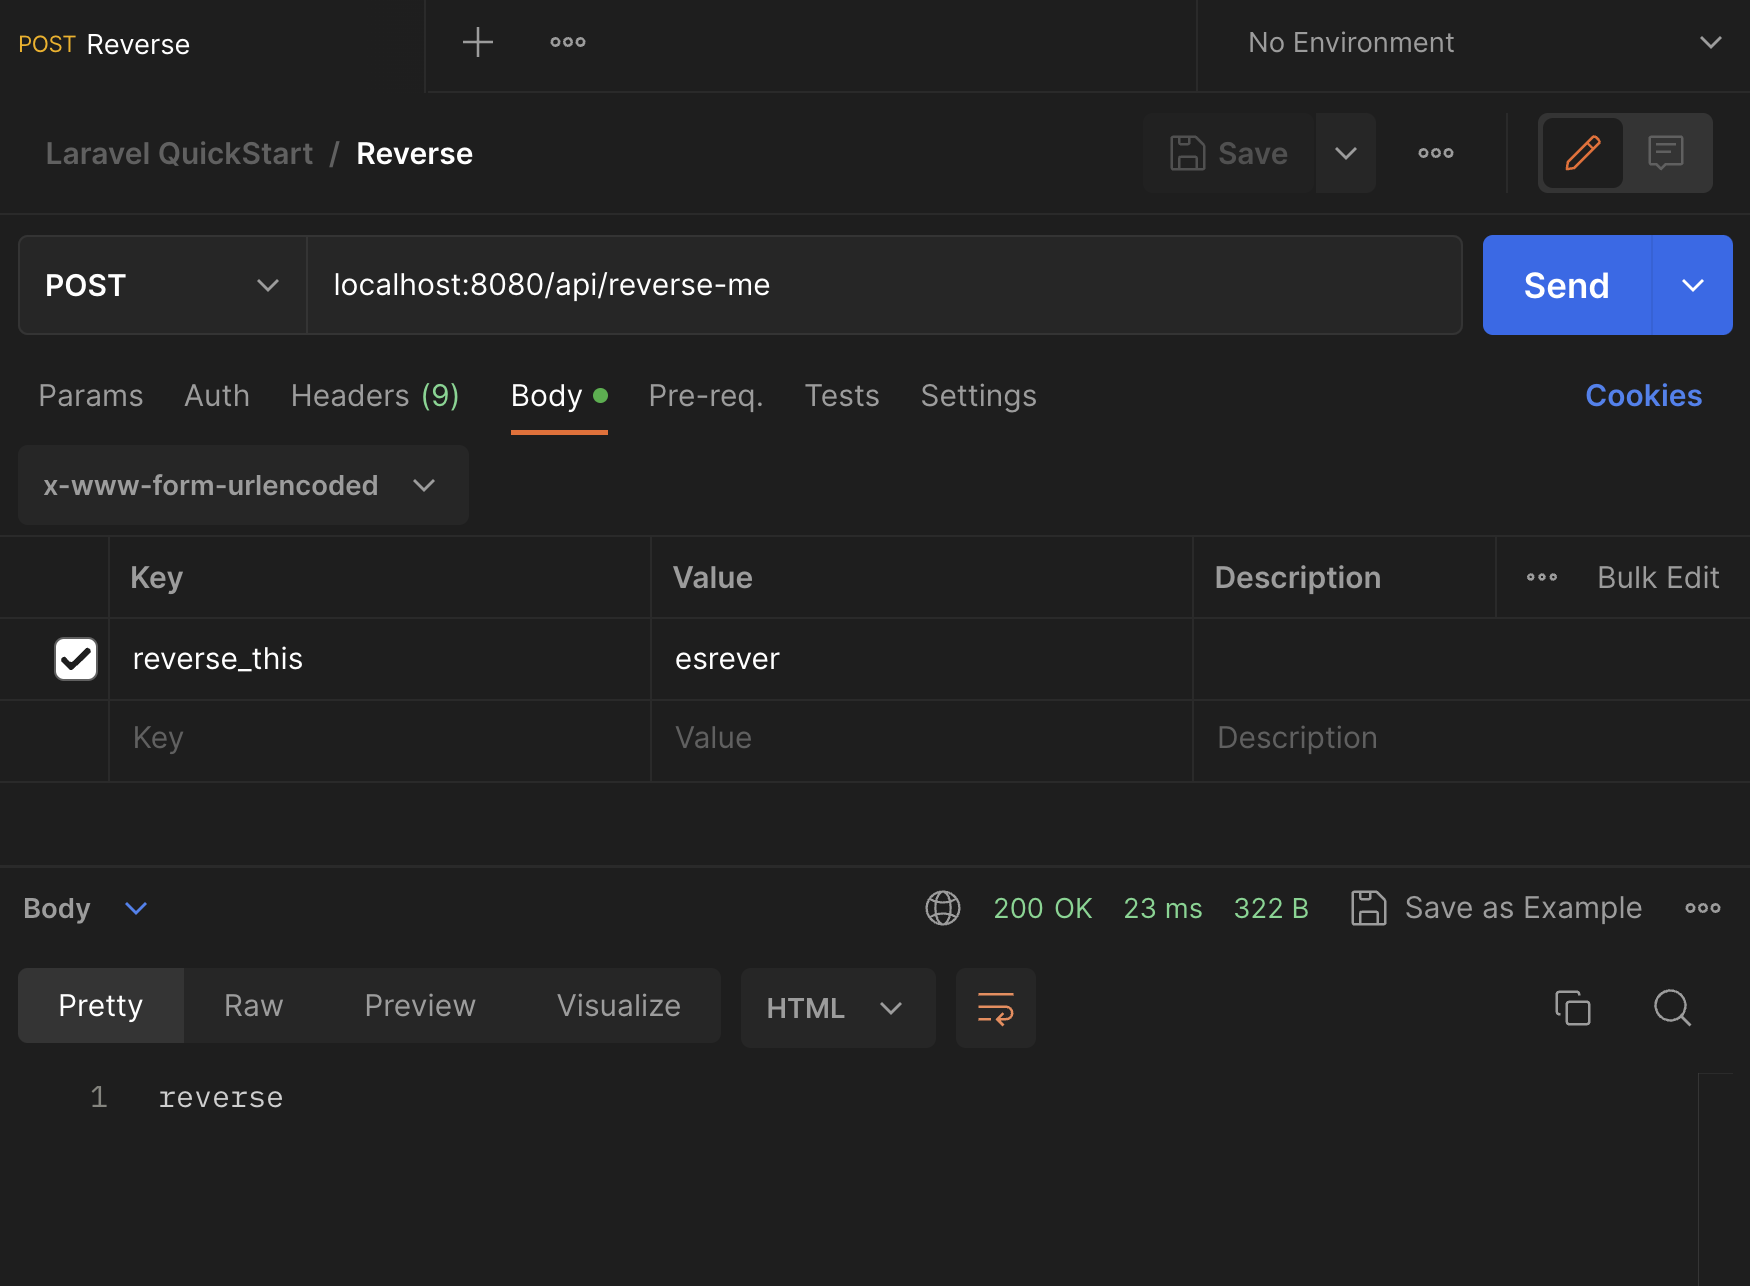 POST Reverse
No Environment
Laravel QuickStart / Reverse
Save
POST
localhost:8080/api/reverse-me
Send
Params Auth Headers (9) Body Pre-req. Tests Settings Cookies
x-www-form-urlencoded
Key Value Description Bulk Edit
reverse_this esrever
Key Value Description
Body 200 OK 23 ms 322 B Save as Example
Pretty Raw Preview Visualize HTML
1 reverse